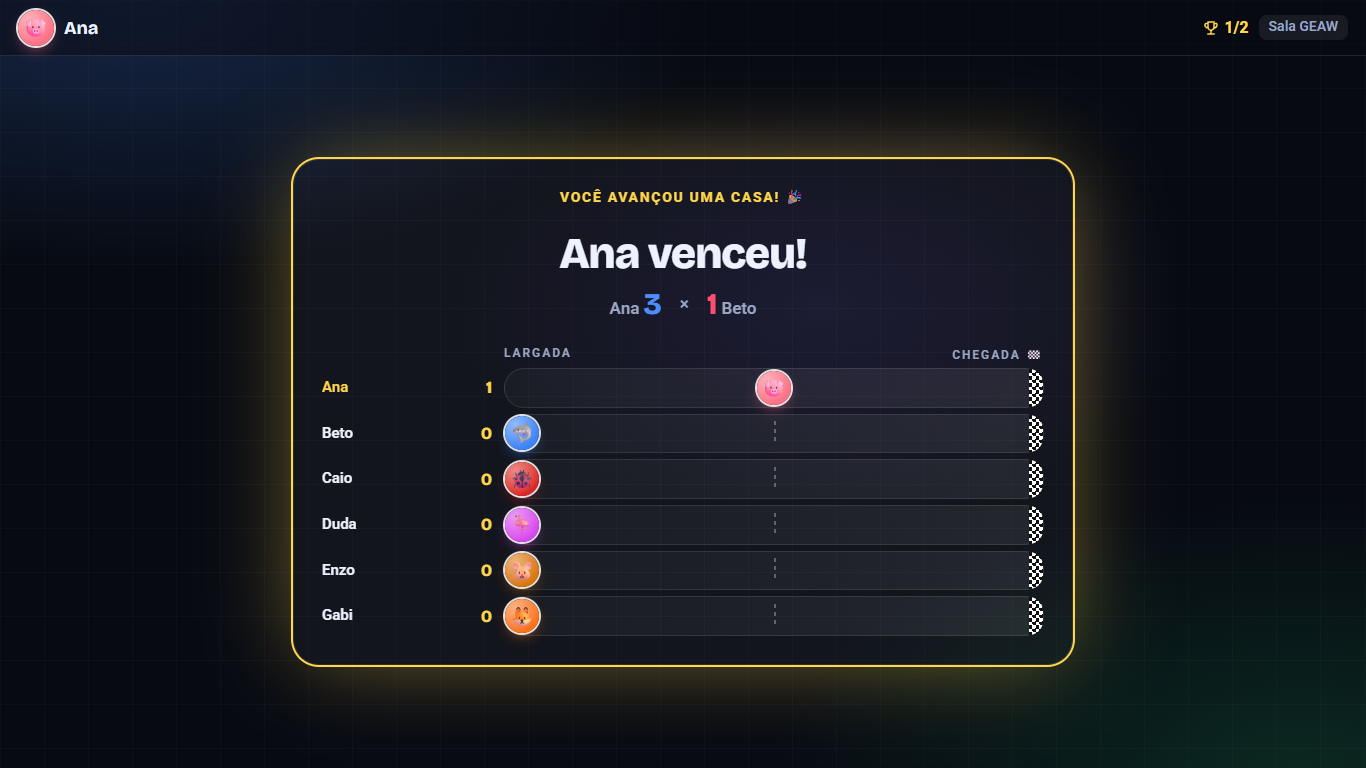 Ana
1/2 Sala GEAW
VOCÊ AVANÇOU UMA CASA! 🎉
Ana venceu!
Ana 3 × 1 Beto
LARGADA CHEGADA
Ana 1
Beto 0
Caio 0
Duda 0
Enzo 0
Gabi 0